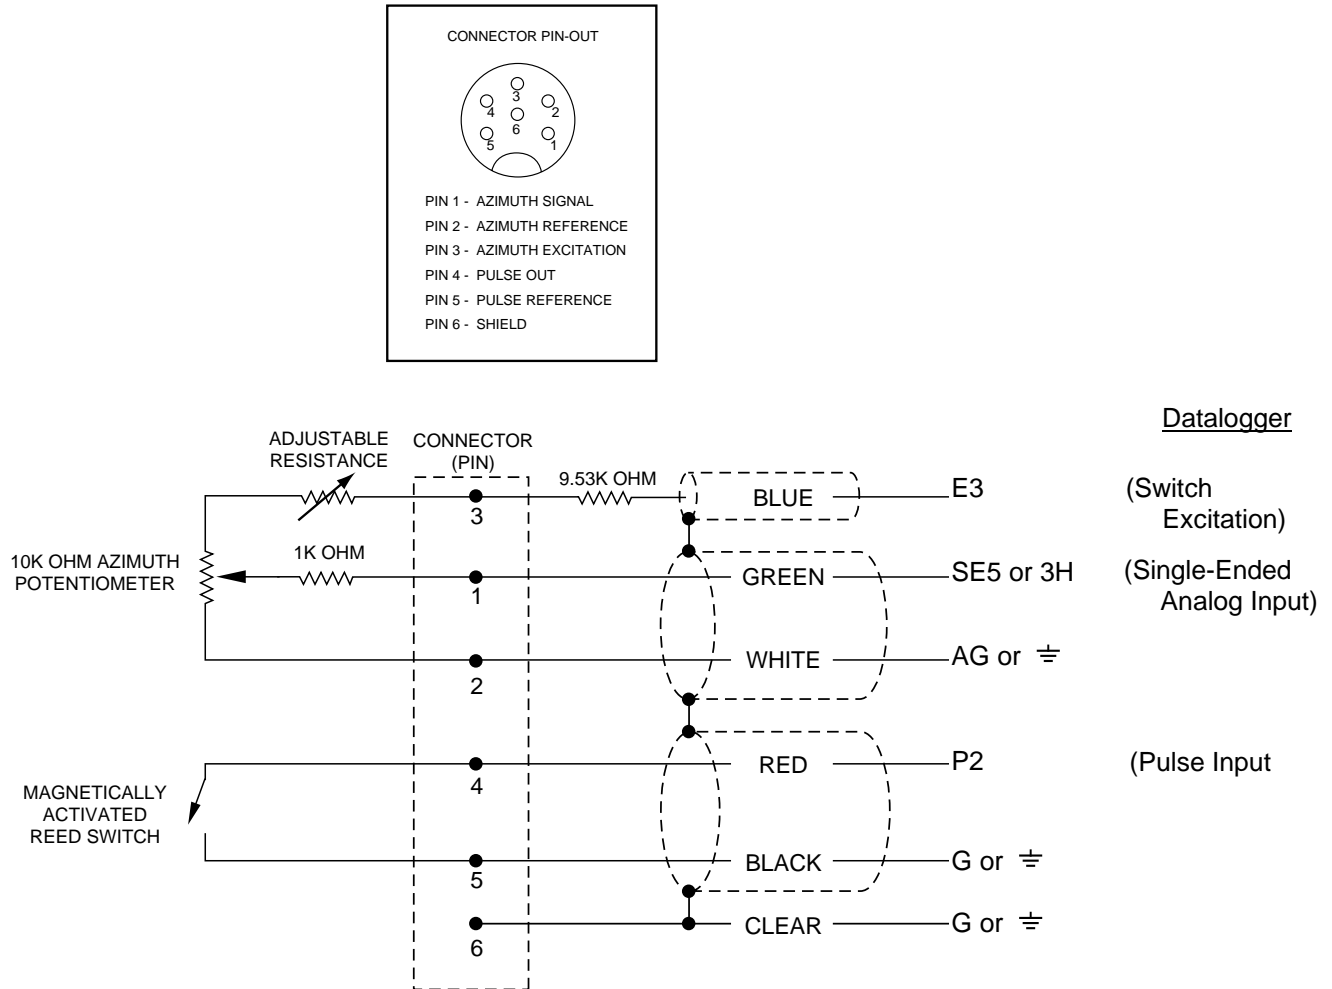 CONNECTOR PIN-OUT
3
4
2
6
5
1
PIN 1 - AZIMUTH SIGNAL
PIN 2 - AZIMUTH REFERENCE
PIN 3 - AZIMUTH EXCITATION
PIN 4 - PULSE OUT
PIN 5 - PULSE REFERENCE
PIN 6 - SHIELD
Datalogger
ADJUSTABLE
RESISTANCE
CONNECTOR
(PIN)
9.53K OHM
BLUE
E3
(Switch
Excitation)
3
10K OHM AZIMUTH
POTENTIOMETER
1K OHM
GREEN
SE5 or 3H
(Single-Ended
Analog Input)
1
WHITE
AG or
2
RED
P2
(Pulse Input
4
MAGNETICALLY
ACTIVATED
REED SWITCH
BLACK
G or
5
CLEAR
G or
6